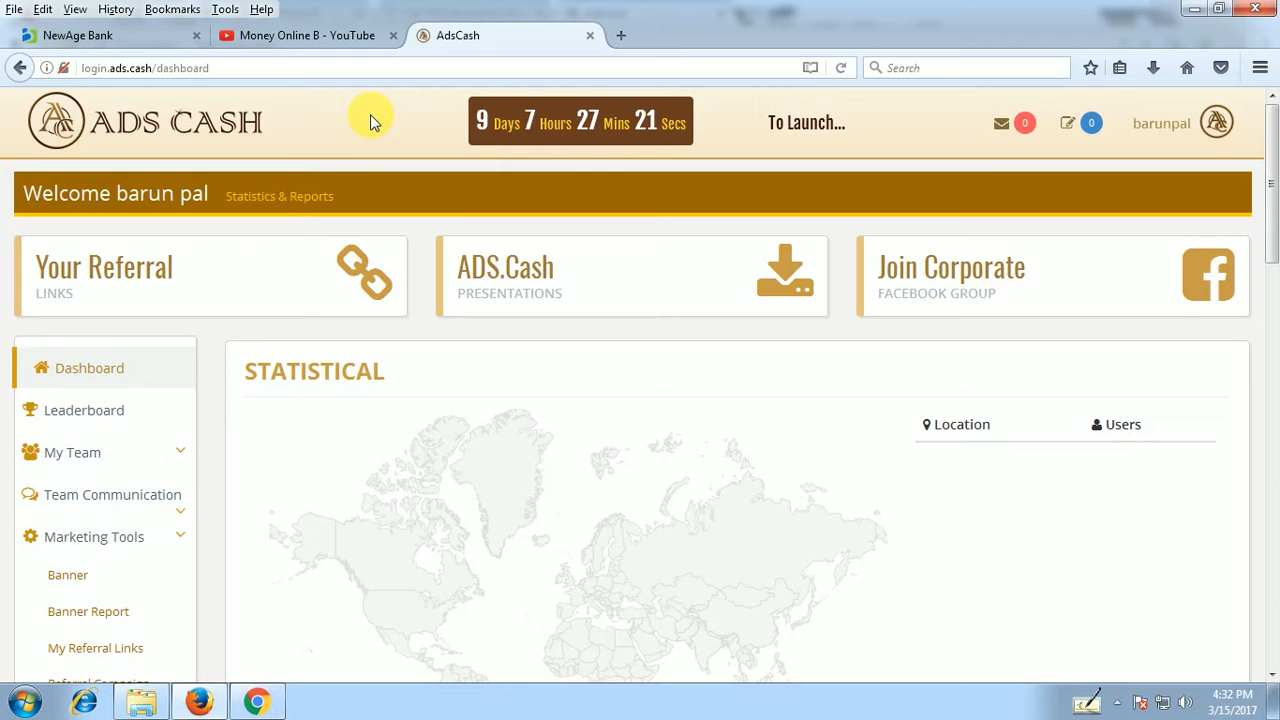 File Edit View History Bookmarks Tools Help
NewAge Bank × Money Online B - YouTube × AdsCash × +
login.ads.cash/dashboard Search
ADS CASH 9 Days 7 Hours 27 Mins 21 Secs To Launch... 0 0 barunpal
Welcome barun pal Statistics & Reports
Your Referral
LINKS
ADS.Cash
PRESENTATIONS
Join Corporate
FACEBOOK GROUP
Dashboard
Leaderboard
My Team
Team Communication
Marketing Tools
Banner
Banner Report
My Referral Links
STATISTICAL
Location Users
4:32 PM
3/15/2017